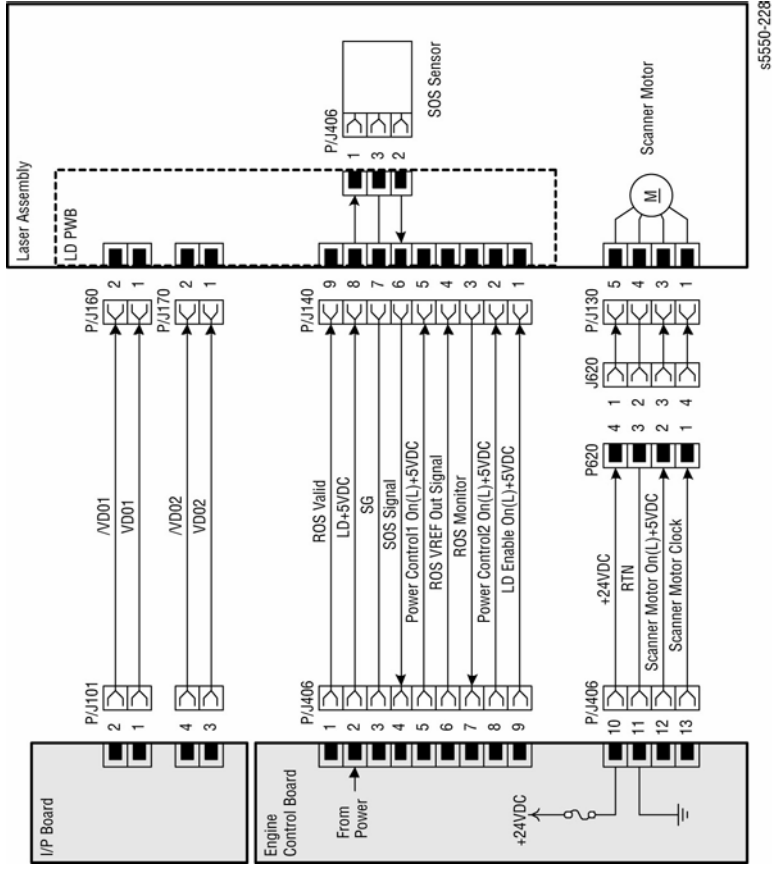 Laser Assembly
I/P Board
LD PWB
P/J101
P/J160
/VD01
2
2
VD01
1
1
P/J170
/VD02
4
2
VD02
3
1
Engine
Control Board
P/J406
P/J140
P/J406
ROS Valid
1
9
LD+5VDC
From
Power
2
8
1
SG
3
7
3
SOS Signal
4
6
2
Power Control1 On(L)+5VDC
5
5
SOS Sensor
ROS VREF Out Signal
6
4
ROS Monitor
7
3
Power Control2 On(L)+5VDC
8
2
LD Enable On(L)+5VDC
9
1
+24VDC
P/J406
P620
J620
P/J130
+24VDC
10
4
1
5
RTN
11
3
2
4
Scanner Motor On(L)+5VDC
12
2
3
3
Scanner Motor Clock
13
1
4
1
M
Scanner Motor
s5550-228